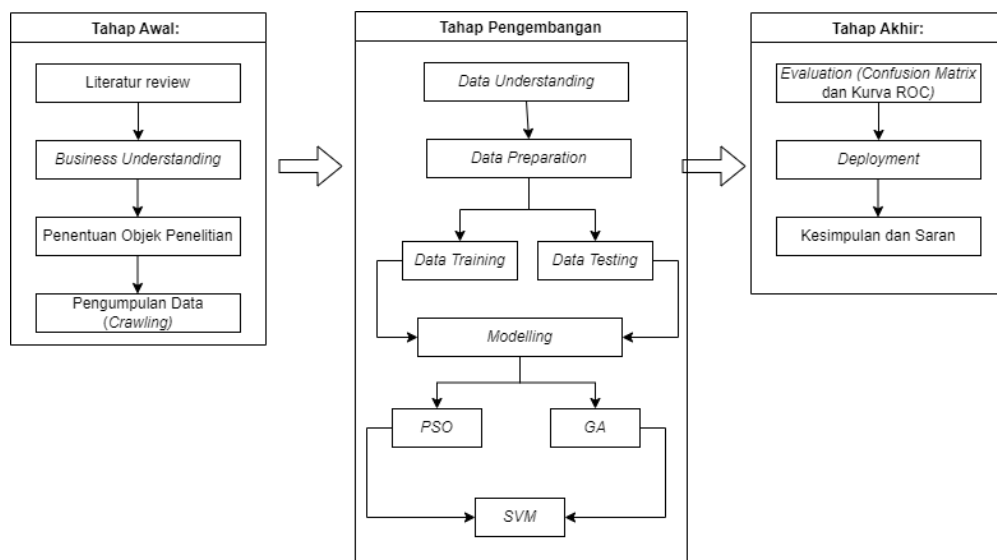 Tahap Awal:
Literatur review
Business Understanding
Penentuan Objek Penelitian
Pengumpulan Data
(Crawling)
Tahap Pengembangan
Data Understanding
Data Preparation
Data Training
Data Testing
Modelling
PSO
GA
SVM
Tahap Akhir:
Evaluation (Confusion Matrix
dan Kurva ROC)
Deployment
Kesimpulan dan Saran